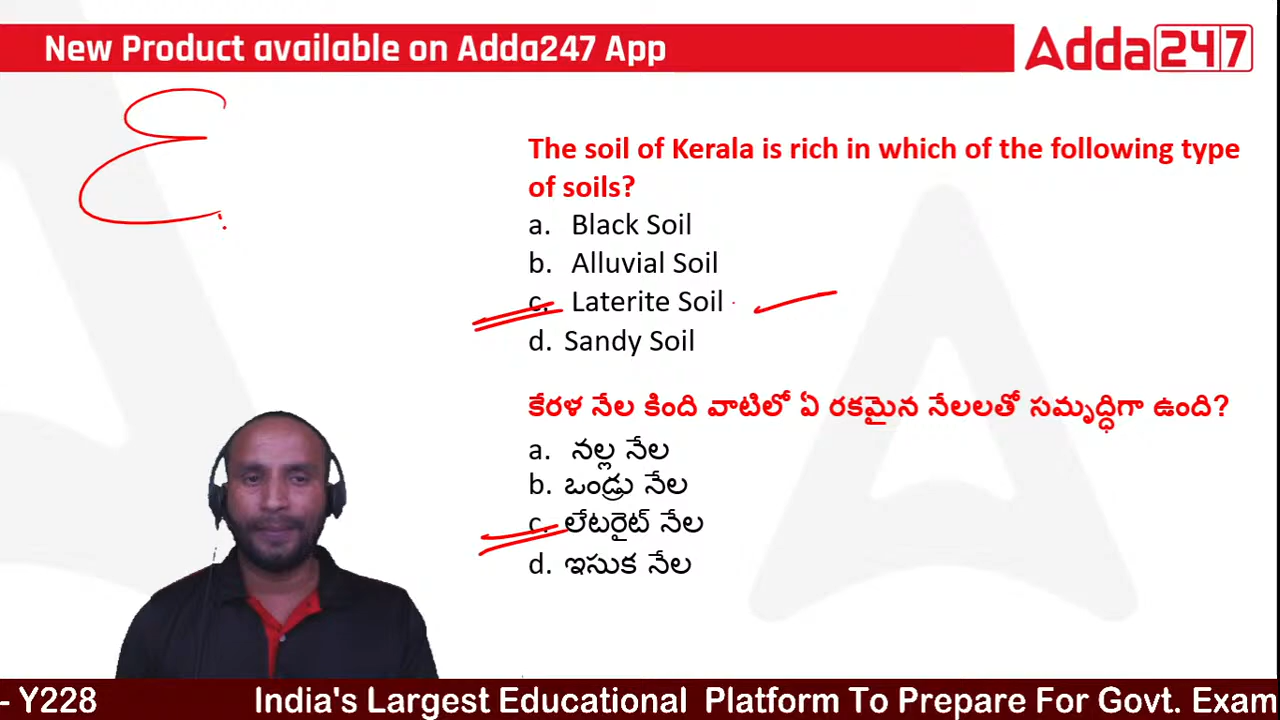 New Product available on Adda247 App
Adda247
The soil of Kerala is rich in which of the following type
of soils?
a. Black Soil
b. Alluvial Soil
c. Laterite Soil
d. Sandy Soil
కేరళ నేల కింది వాటిలో ఏ రకమైన నేలలతో సమృద్ధిగా ఉంది?
a. నల్ల నేల
b. ఒండ్రు నేల
c. లేటరైట్ నేల
d. ఇసుక నేల
- Y228 India's Largest Educational Platform To Prepare For Govt. Exam